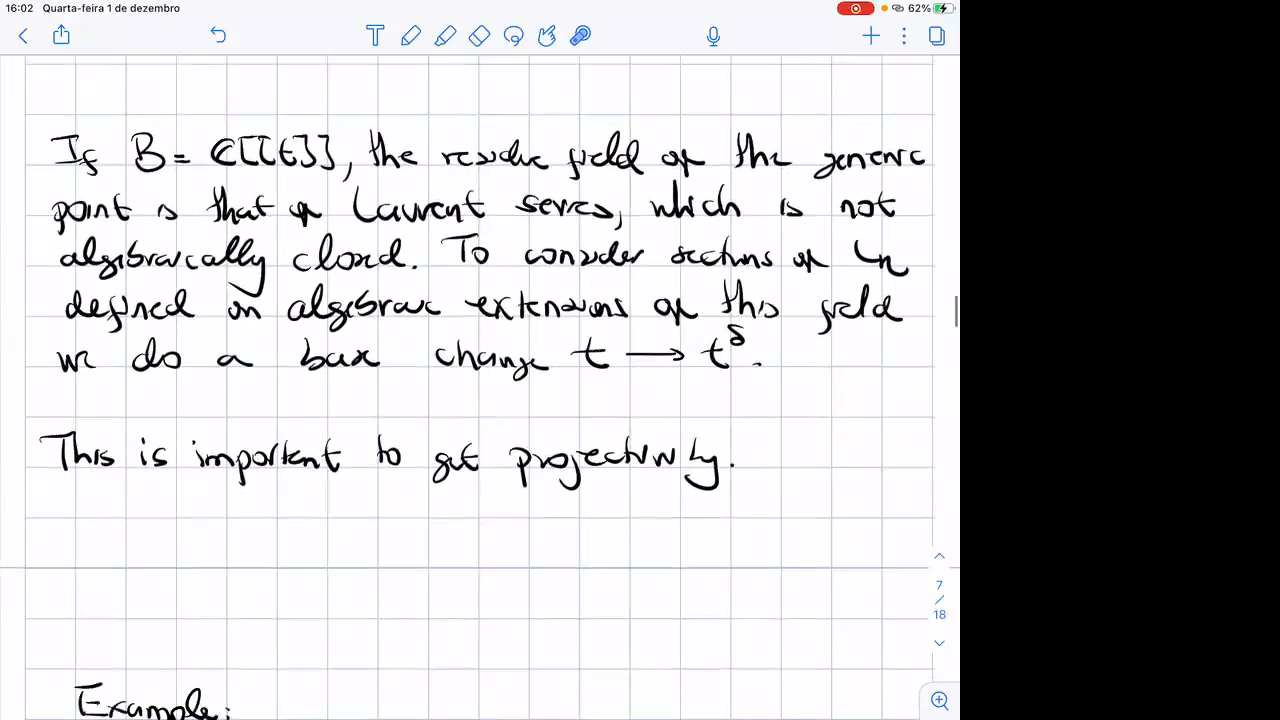 16:02 Quarta-feira 1 de dezembro 62%
If B = ℂ[[t]], the residue field of the generic
point is that of Laurent series, which is not
algebraically closed. To consider sections of L_η
defined on algebraic extensions of this field
we do a base change t → t^δ.
This is important to get projectivity.
7
/
18
Example: